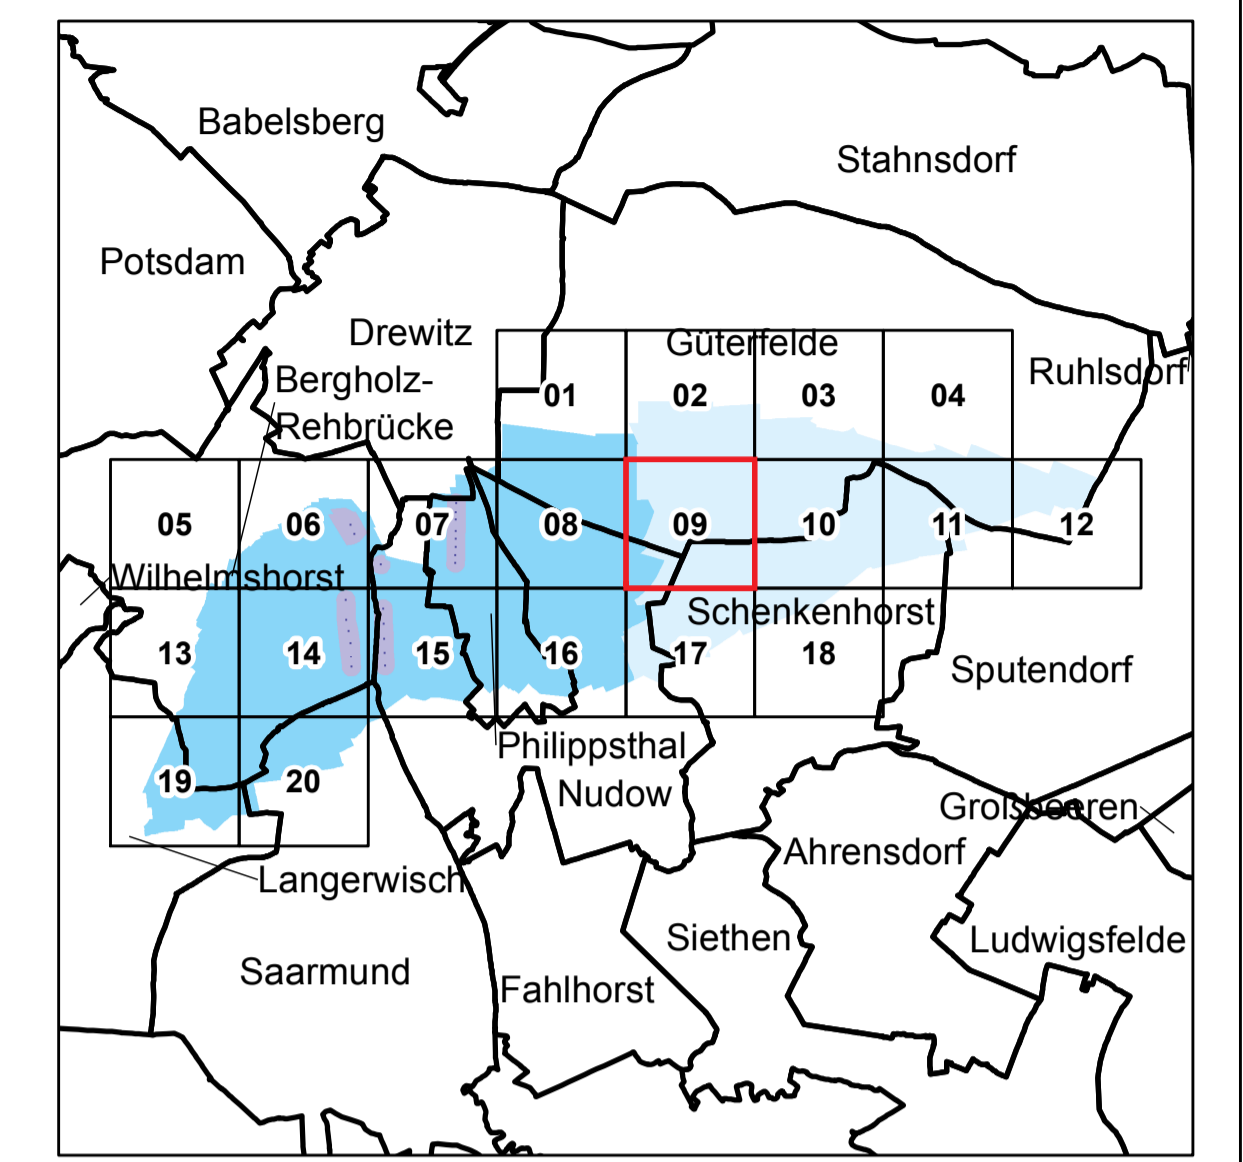 Babelsberg
Stahnsdorf
Potsdam
Drewitz
Güterfelde
Bergholz-
Rehbrücke
Ruhlsdorf
01 02 03 04
05 06 07 08 09 10 11 12
Wilhelmshorst
Schenkenhorst
13 14 15 16 17 18
Sputendorf
Philippsthal
19 20
Nudow
Großbeeren
Ahrensdorf
Langerwisch
Siethen
Ludwigsfelde
Saarmund
Fahlhorst